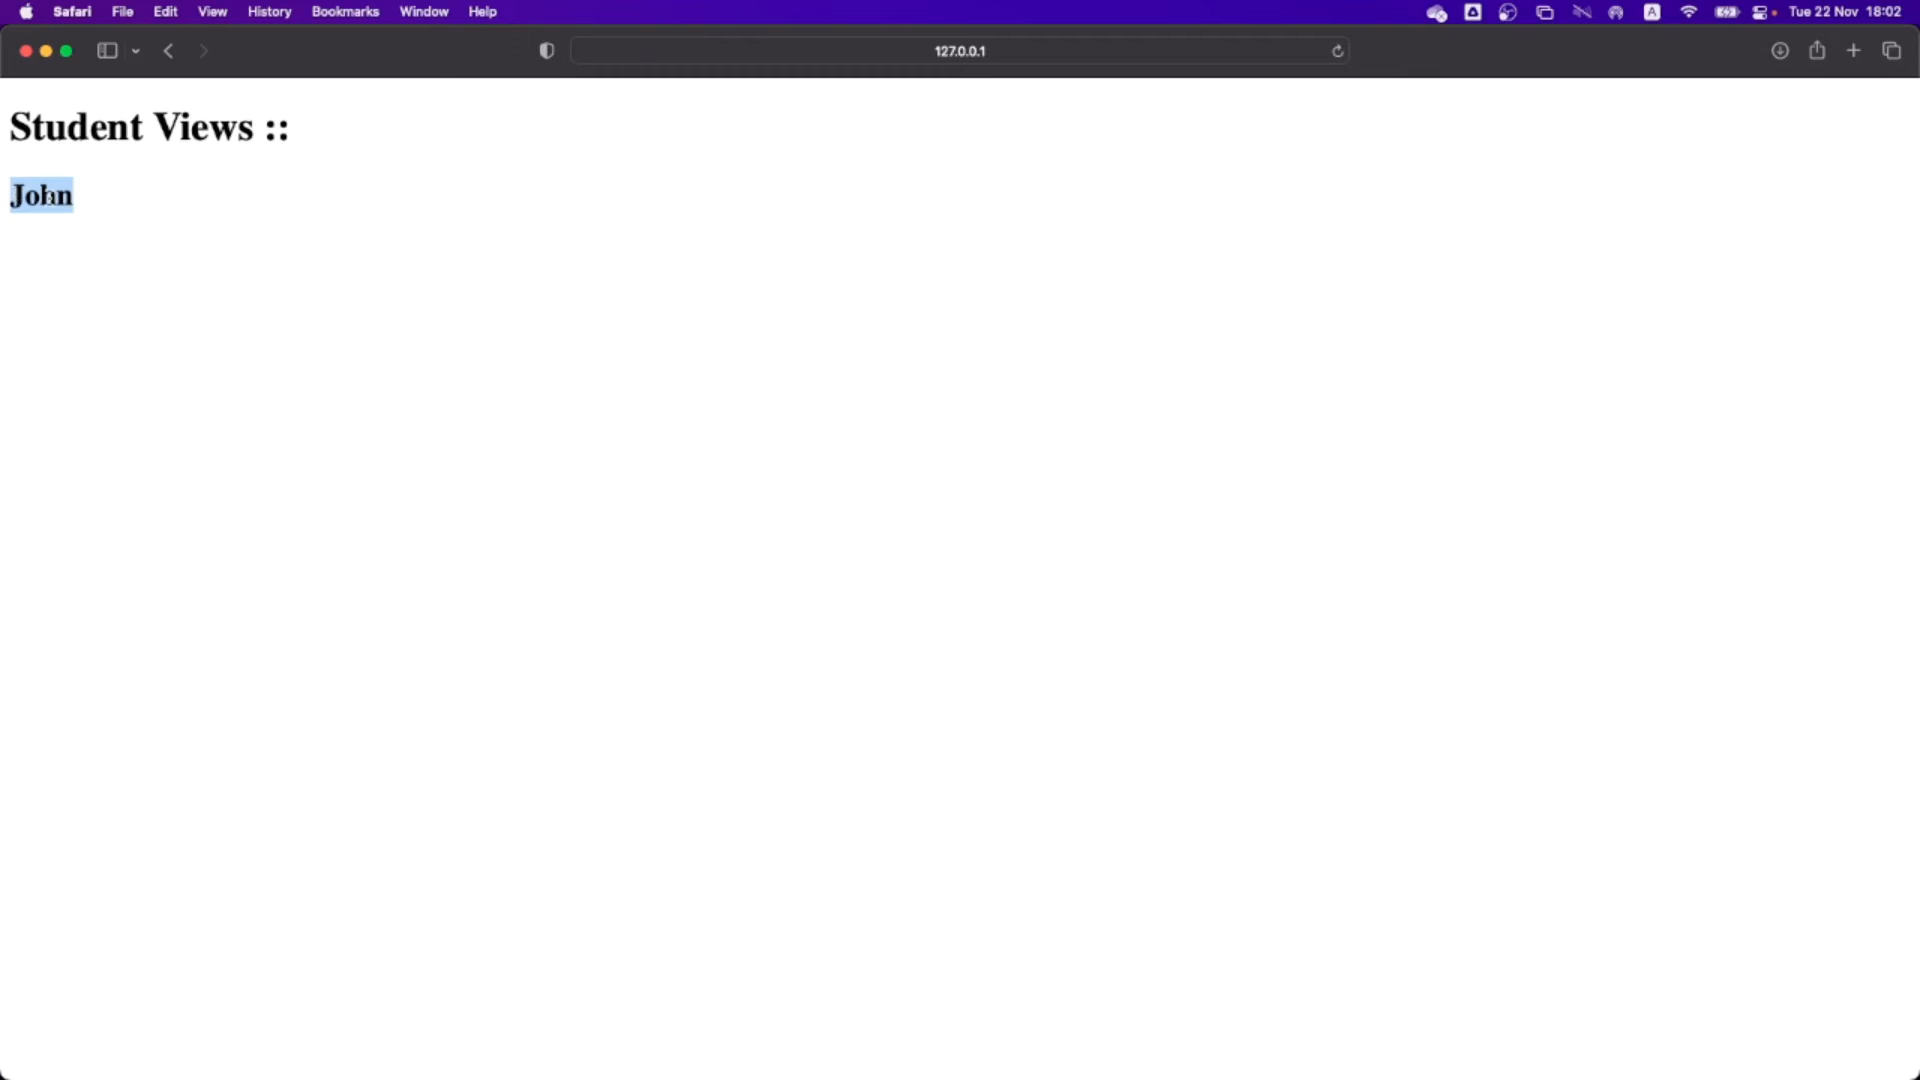 Safari File Edit View History Bookmarks Window Help A Tue 22 Nov 18:02
127.0.0.1
Student Views ::
John